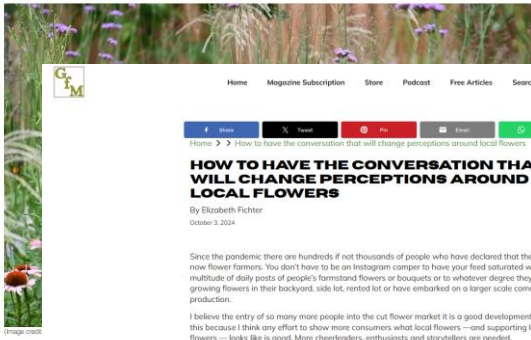 GfM
Home Magazine Subscription Store Podcast Free Articles Searc
Share Tweet Pin Email
Home > > How to have the conversation that will change perceptions around local flowers
HOW TO HAVE THE CONVERSATION THA
WILL CHANGE PERCEPTIONS AROUND
LOCAL FLOWERS
By Elizabeth Fichter
October 3, 2024
Since the pandemic there are hundreds if not thousands of people who have declared that the
now flower farmers. You don't have to be an Instagram camper to have your feed saturated w
multitude of daily posts of people's farmstand flowers or bouquets or to whatever degree they
growing flowers in their backyard, side lot, rented lot or have embarked on a larger scale com
production.
I believe the entry of so many more people into the cut flower market it is a good development
this because I think any effort to show more consumers what local flowers —and supporting l
flowers — looks like is good. More cheerleaders, enthusiasts and storytellers are needed.
(Image credit